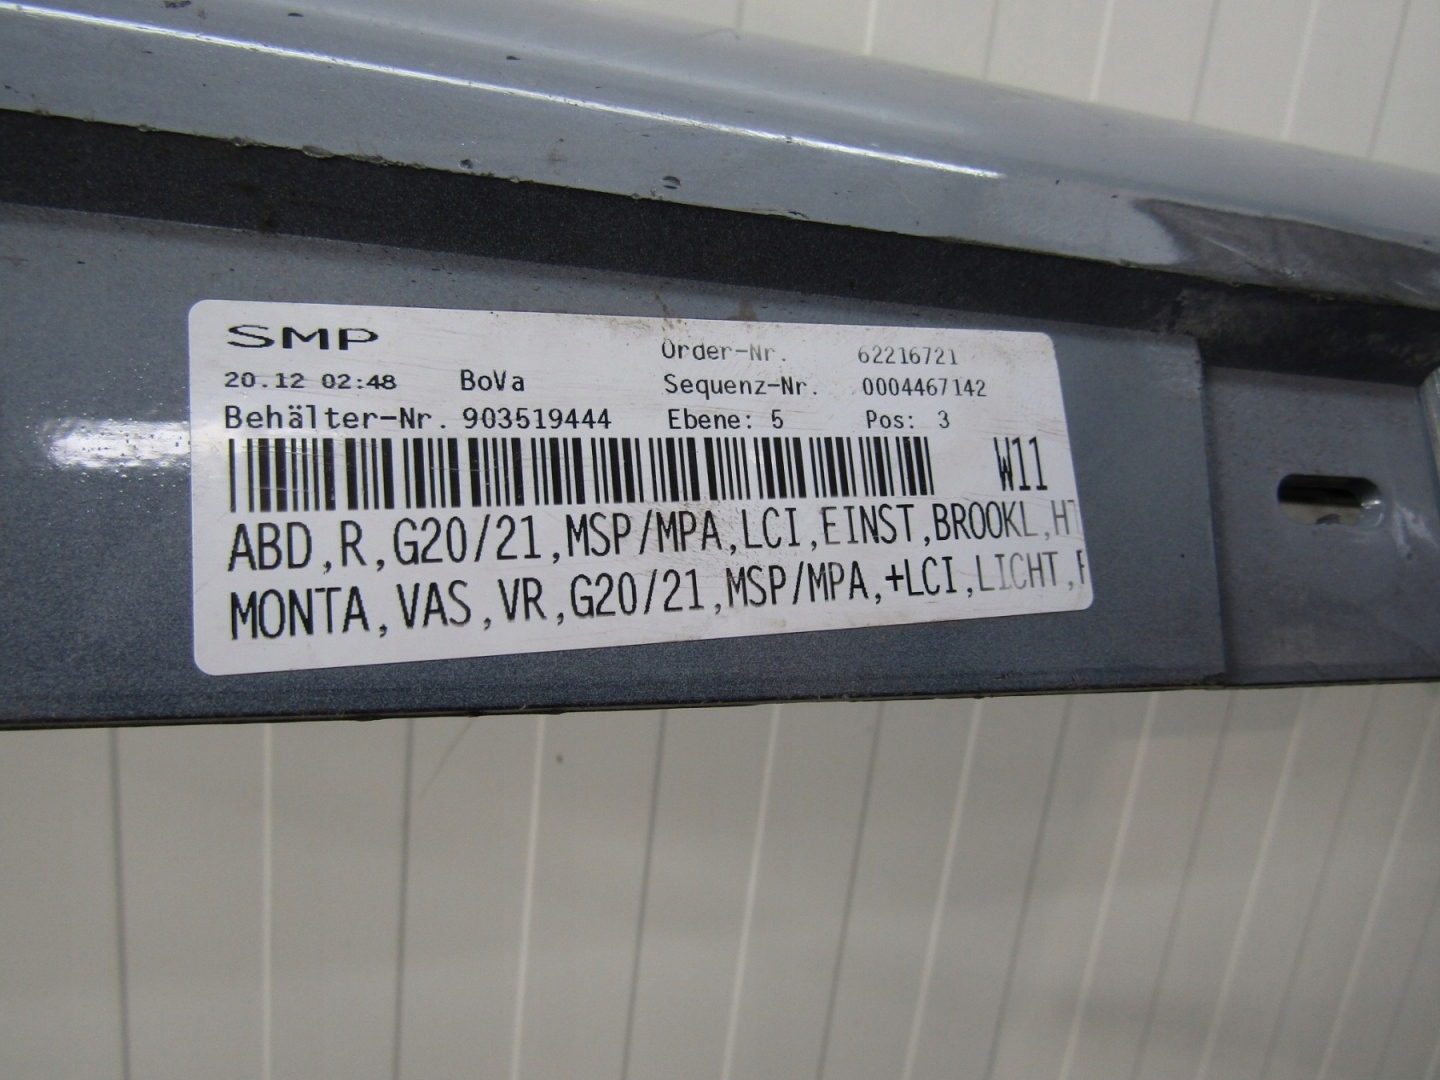 SMP
Order-Nr. 62216721
20.12 02:48 BoVa Sequenz-Nr. 0004467142
Behälter-Nr. 903519444 Ebene: 5 Pos: 3
W11
ABD,R,G20/21,MSP/MPA,LCI,EINST,BROOKL,
MONTA,VAS,VR,G20/21,MSP/MPA,+LCI,LICHT,